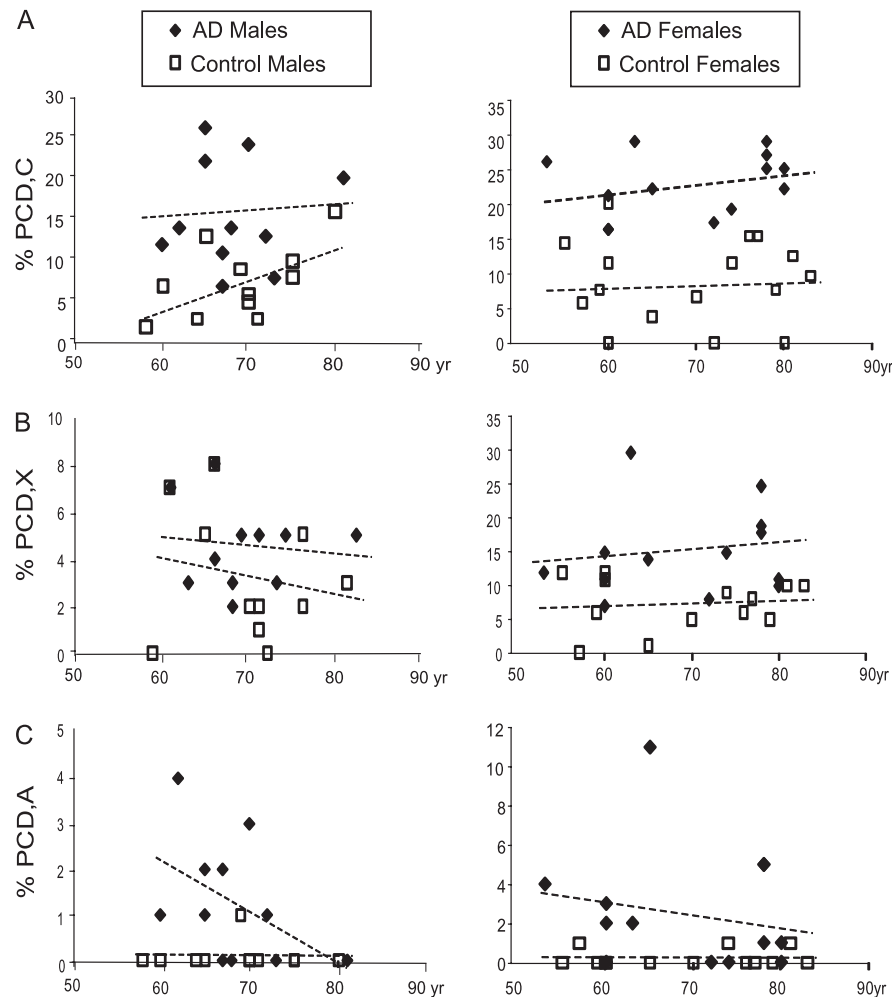 A
AD Males
Control Males
AD Females
Control Females
% PCD,C
30
25
20
15
10
5
0
50 60 70 80 90 yr
35
30
25
20
15
10
5
0
50 60 70 80 90yr
B
% PCD,X
10
8
6
4
2
0
50 60 70 80 90 yr
35
30
25
20
15
10
5
0
50 60 70 80 90yr
C
% PCD,A
5
4
3
2
1
0
50 60 70 80 90 yr
12
10
8
6
4
2
0
50 60 70 80 90yr